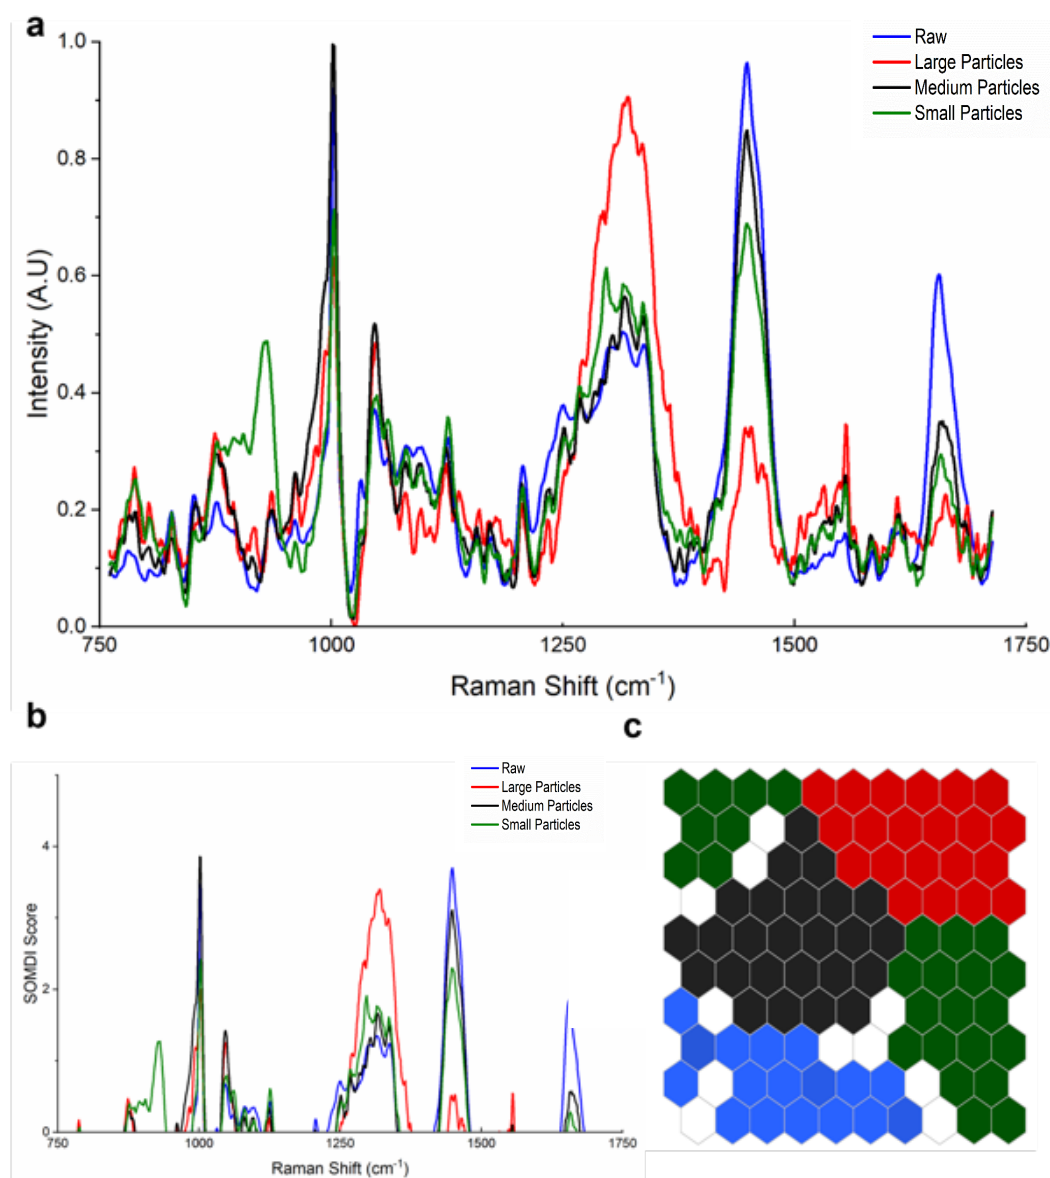 a
Raw
Large Particles
Medium Particles
Small Particles
1.0
0.8
0.6
0.4
0.2
0.0
Intensity (A.U)
750
1000
1250
1500
1750
Raman Shift (cm-1)
b
Raw
Large Particles
Medium Particles
Small Particles
4
2
0
SOMDI Score
750
1000
1250
1500
1750
Raman Shift (cm-1)
c